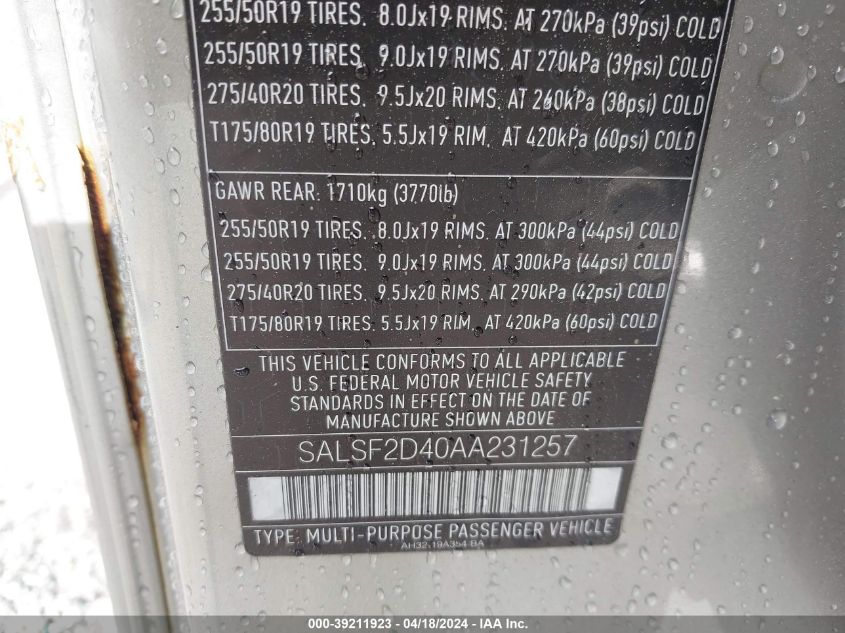 255/50R19 TIRES. 8.0Jx19 RIMS. AT 270kPa (39psi) COLD
255/50R19 TIRES. 9.0Jx19 RIMS. AT 270kPa (39psi) COLD
275/40R20 TIRES. 9.5Jx20 RIMS. AT 260kPa (38psi) COLD
T175/80R19 TIRES. 5.5Jx19 RIM. AT 420kPa (60psi) COLD
GAWR REAR: 1710kg (3770lb)
255/50R19 TIRES. 8.0Jx19 RIMS. AT 300kPa (44psi) COLD
255/50R19 TIRES. 9.0Jx19 RIMS. AT 300kPa (44psi) COLD
275/40R20 TIRES. 9.5Jx20 RIMS. AT 290kPa (42psi) COLD
T175/80R19 TIRES. 5.5Jx19 RIM. AT 420kPa (60psi) COLD
THIS VEHICLE CONFORMS TO ALL APPLICABLE
U.S. FEDERAL MOTOR VEHICLE SAFETY
STANDARDS IN EFFECT ON THE DATE OF
MANUFACTURE SHOWN ABOVE
SALSF2D40AA231257
TYPE: MULTI-PURPOSE PASSENGER VEHICLE
AH32-19A354-BA
000-39211923 - 04/18/2024 - IAA Inc.